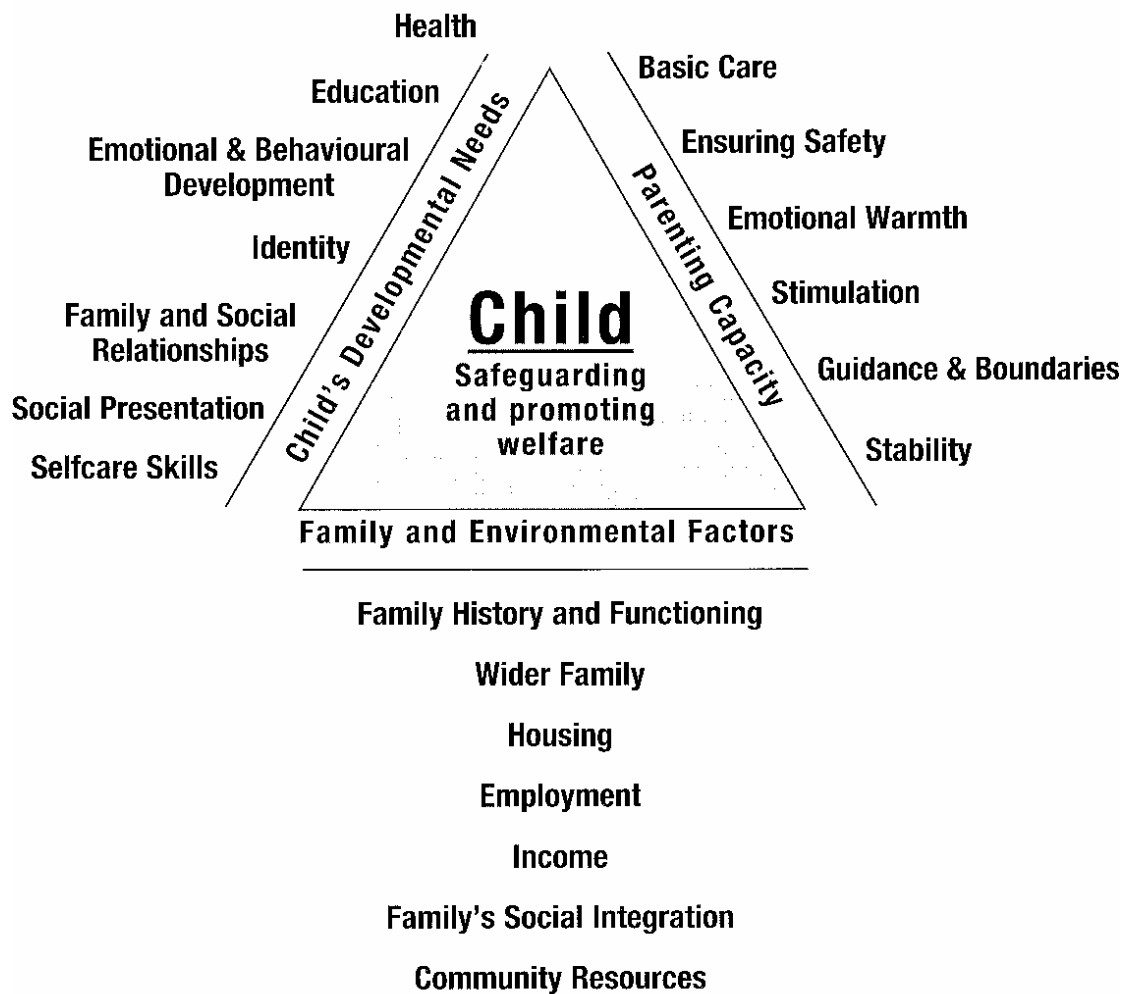 Health
Education
Emotional & Behavioural
Development
Identity
Family and Social
Relationships
Social Presentation
Selfcare Skills
Child's Developmental Needs
Basic Care
Ensuring Safety
Emotional Warmth
Stimulation
Guidance & Boundaries
Stability
Parenting Capacity
Child
Safeguarding
and promoting
welfare
Family and Environmental Factors
Family History and Functioning
Wider Family
Housing
Employment
Income
Family's Social Integration
Community Resources